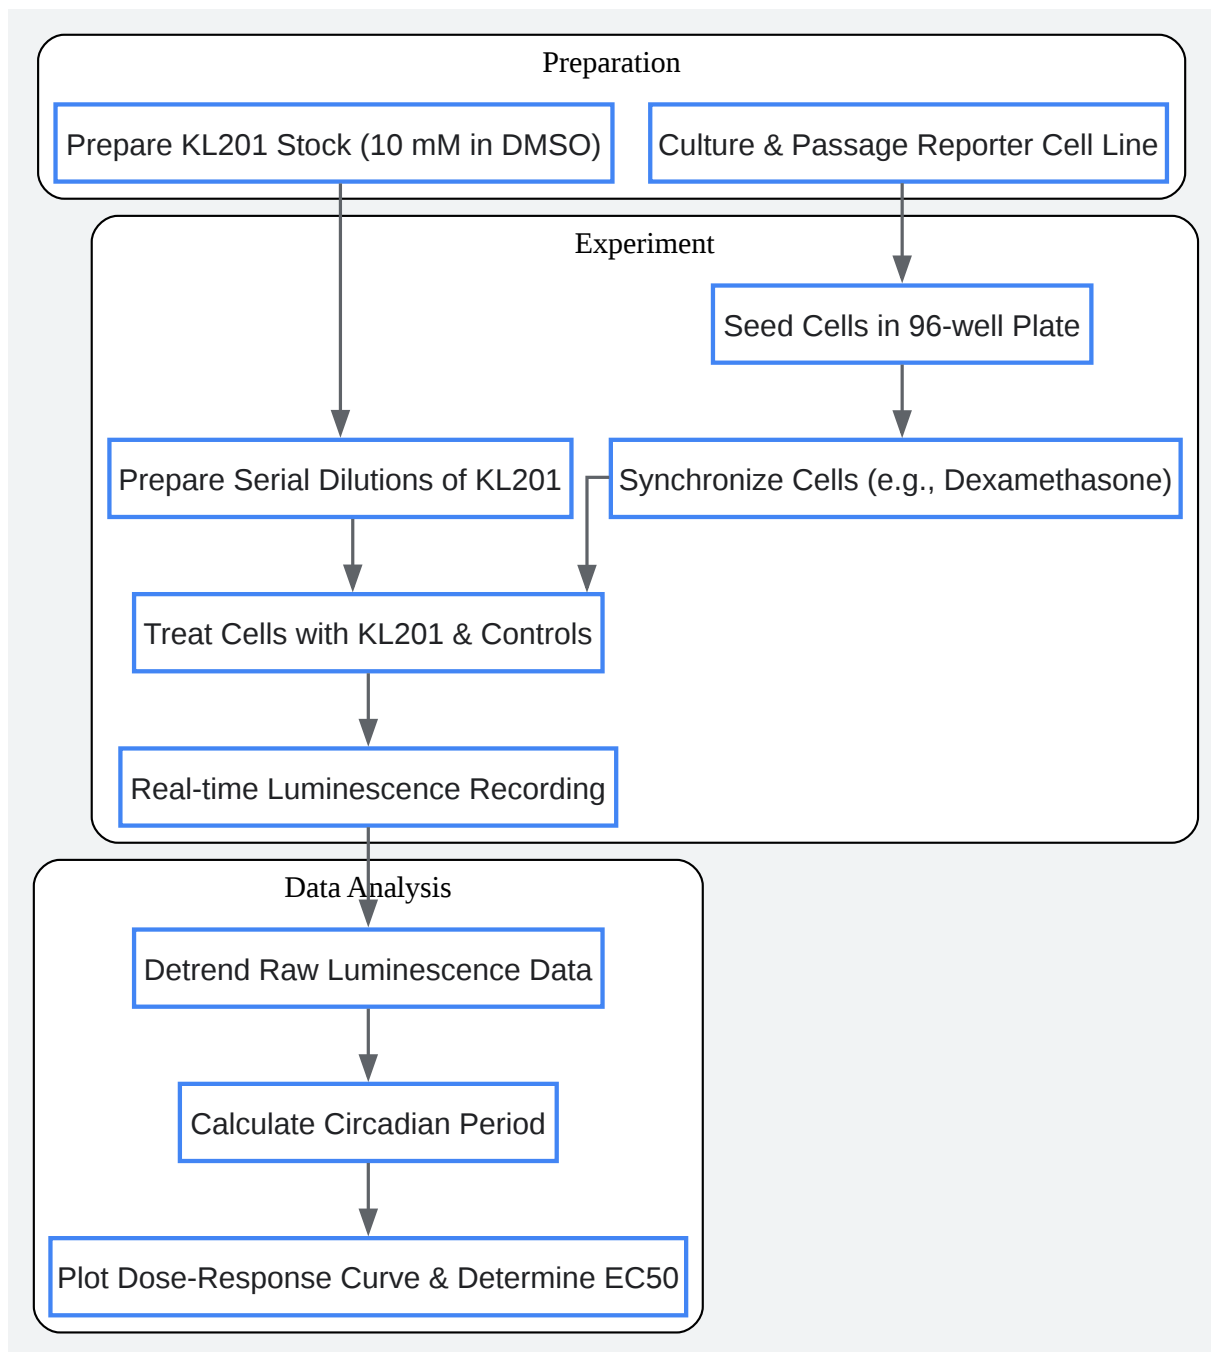 Preparation
Prepare KL201 Stock (10 mM in DMSO)
Culture & Passage Reporter Cell Line
Experiment
Seed Cells in 96-well Plate
Prepare Serial Dilutions of KL201
Synchronize Cells (e.g., Dexamethasone)
Treat Cells with KL201 & Controls
Real-time Luminescence Recording
Data Analysis
Detrend Raw Luminescence Data
Calculate Circadian Period
Plot Dose-Response Curve & Determine EC50